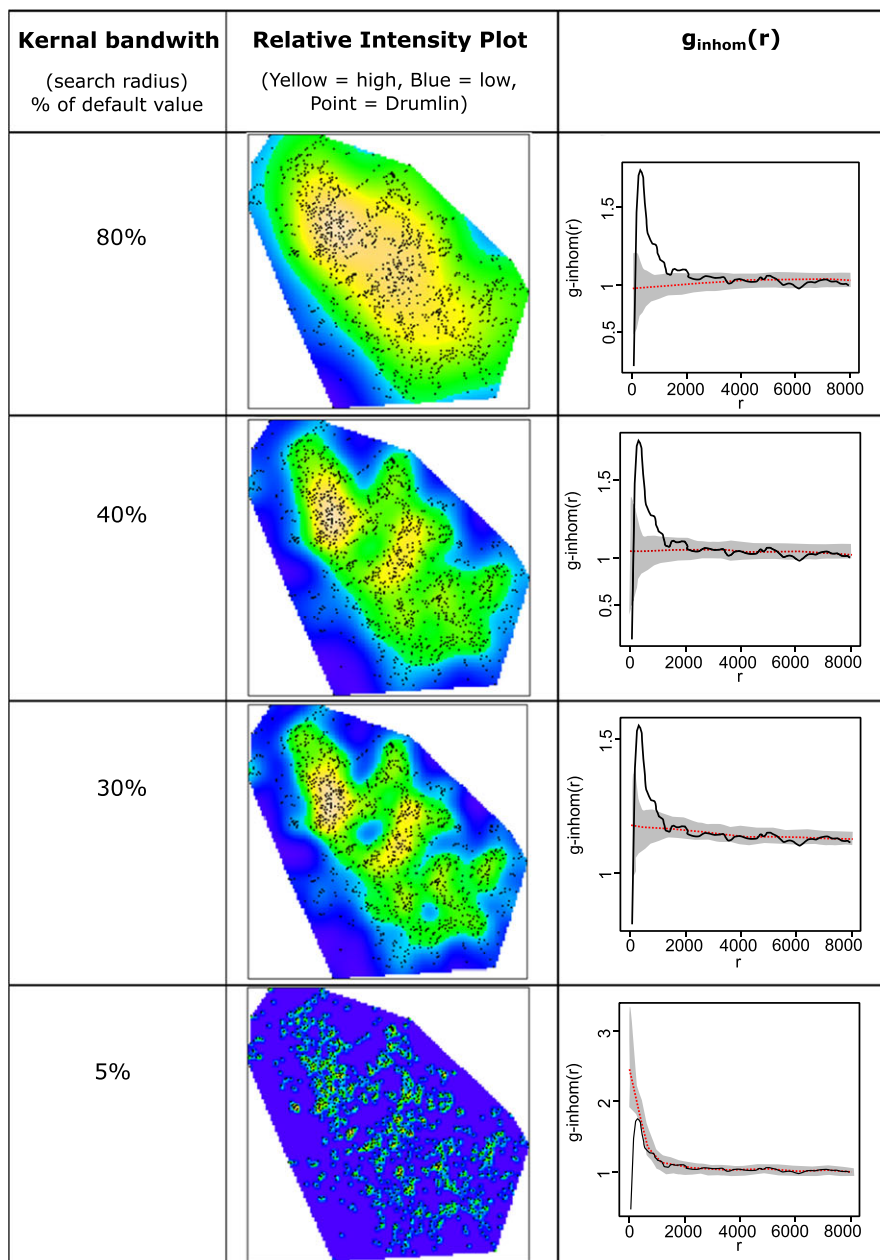 Kernal bandwith
(search radius)
% of default value
Relative Intensity Plot
(Yellow = high, Blue = low,
Point = Drumlin)
ginhom(r)
80%
g-inhom(r)
1.5
1
0.5
0 2000 4000 6000 8000
r
40%
g-inhom(r)
1.5
1
0.5
0 2000 4000 6000 8000
r
30%
g-inhom(r)
1.5
1
0 2000 4000 6000 8000
r
5%
g-inhom(r)
3
2
1
0 2000 4000 6000 8000
r